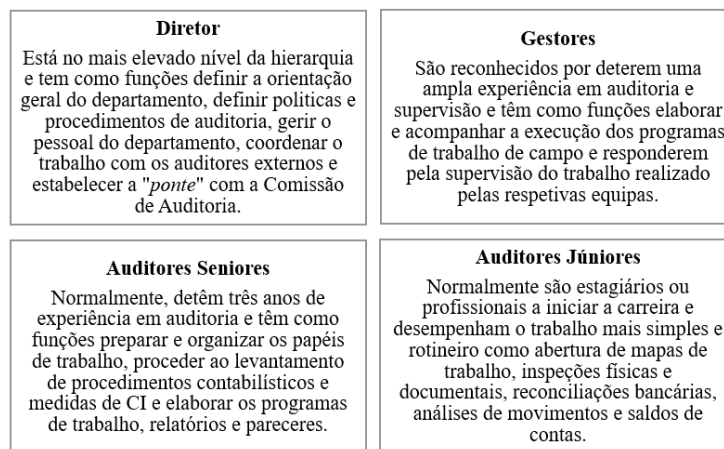 Diretor
Está no mais elevado nível da hierarquia
e tem como funções definir a orientação
geral do departamento, definir politicas e
procedimentos de auditoria, gerir o
pessoal do departamento, coordenar o
trabalho com os auditores externos e
estabelecer a "ponte" com a Comissão
de Auditoria.
Gestores
São reconhecidos por deterem uma
ampla experiência em auditoria e
supervisão e têm como funções elaborar
e acompanhar a execução dos programas
de trabalho de campo e responderem
pela supervisão do trabalho realizado
pelas respetivas equipas.
Auditores Seniores
Normalmente, detêm três anos de
experiência em auditoria e têm como
funções preparar e organizar os papéis
de trabalho, proceder ao levantamento
de procedimentos contabilísticos e
medidas de CI e elaborar os programas
de trabalho, relatórios e pareceres.
Auditores Júniores
Normalmente são estagiários ou
profissionais a iniciar a carreira e
desempenham o trabalho mais simples e
rotineiro como abertura de mapas de
trabalho, inspeções físicas e
documentais, reconciliações bancárias,
análises de movimentos e saldos de
contas.